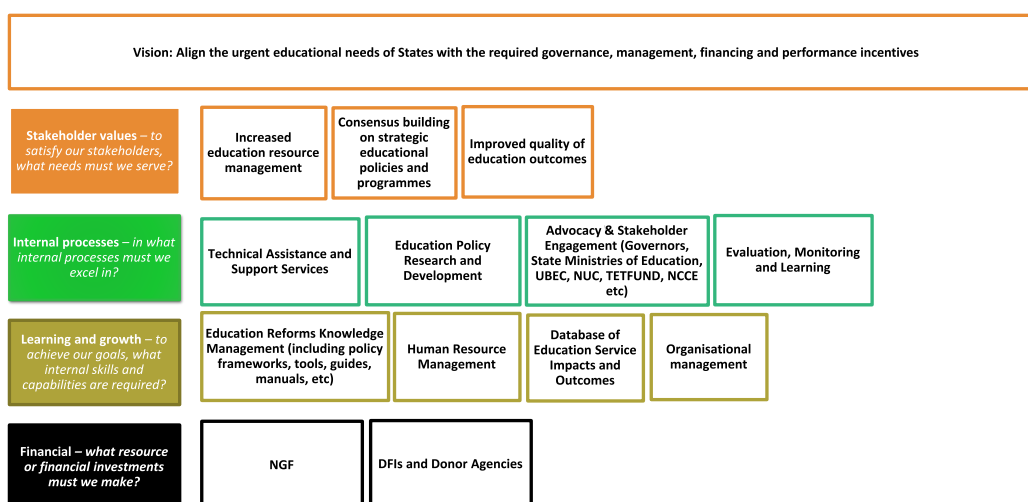 Vision: Align the urgent educational needs of States with the required governance, management, financing and performance incentives
Stakeholder values – to
satisfy our stakeholders,
what needs must we serve?
Increased
education resource
management
Consensus building
on strategic
educational
policies and
programmes
Improved quality of
education outcomes
Internal processes – in what
internal processes must we
excel in?
Technical Assistance and
Support Services
Education Policy
Research and
Development
Advocacy & Stakeholder
Engagement (Governors,
State Ministries of Education,
UBEC, NUC, TETFUND, NCCE
etc)
Evaluation, Monitoring
and Learning
Learning and growth – to
achieve our goals, what
internal skills and
capabilities are required?
Education Reforms Knowledge
Management (including policy
frameworks, tools, guides,
manuals, etc)
Human Resource
Management
Database of
Education Service
Impacts and
Outcomes
Organisational
management
Financial – what resource
or financial investments
must we make?
NGF
DFIs and Donor Agencies